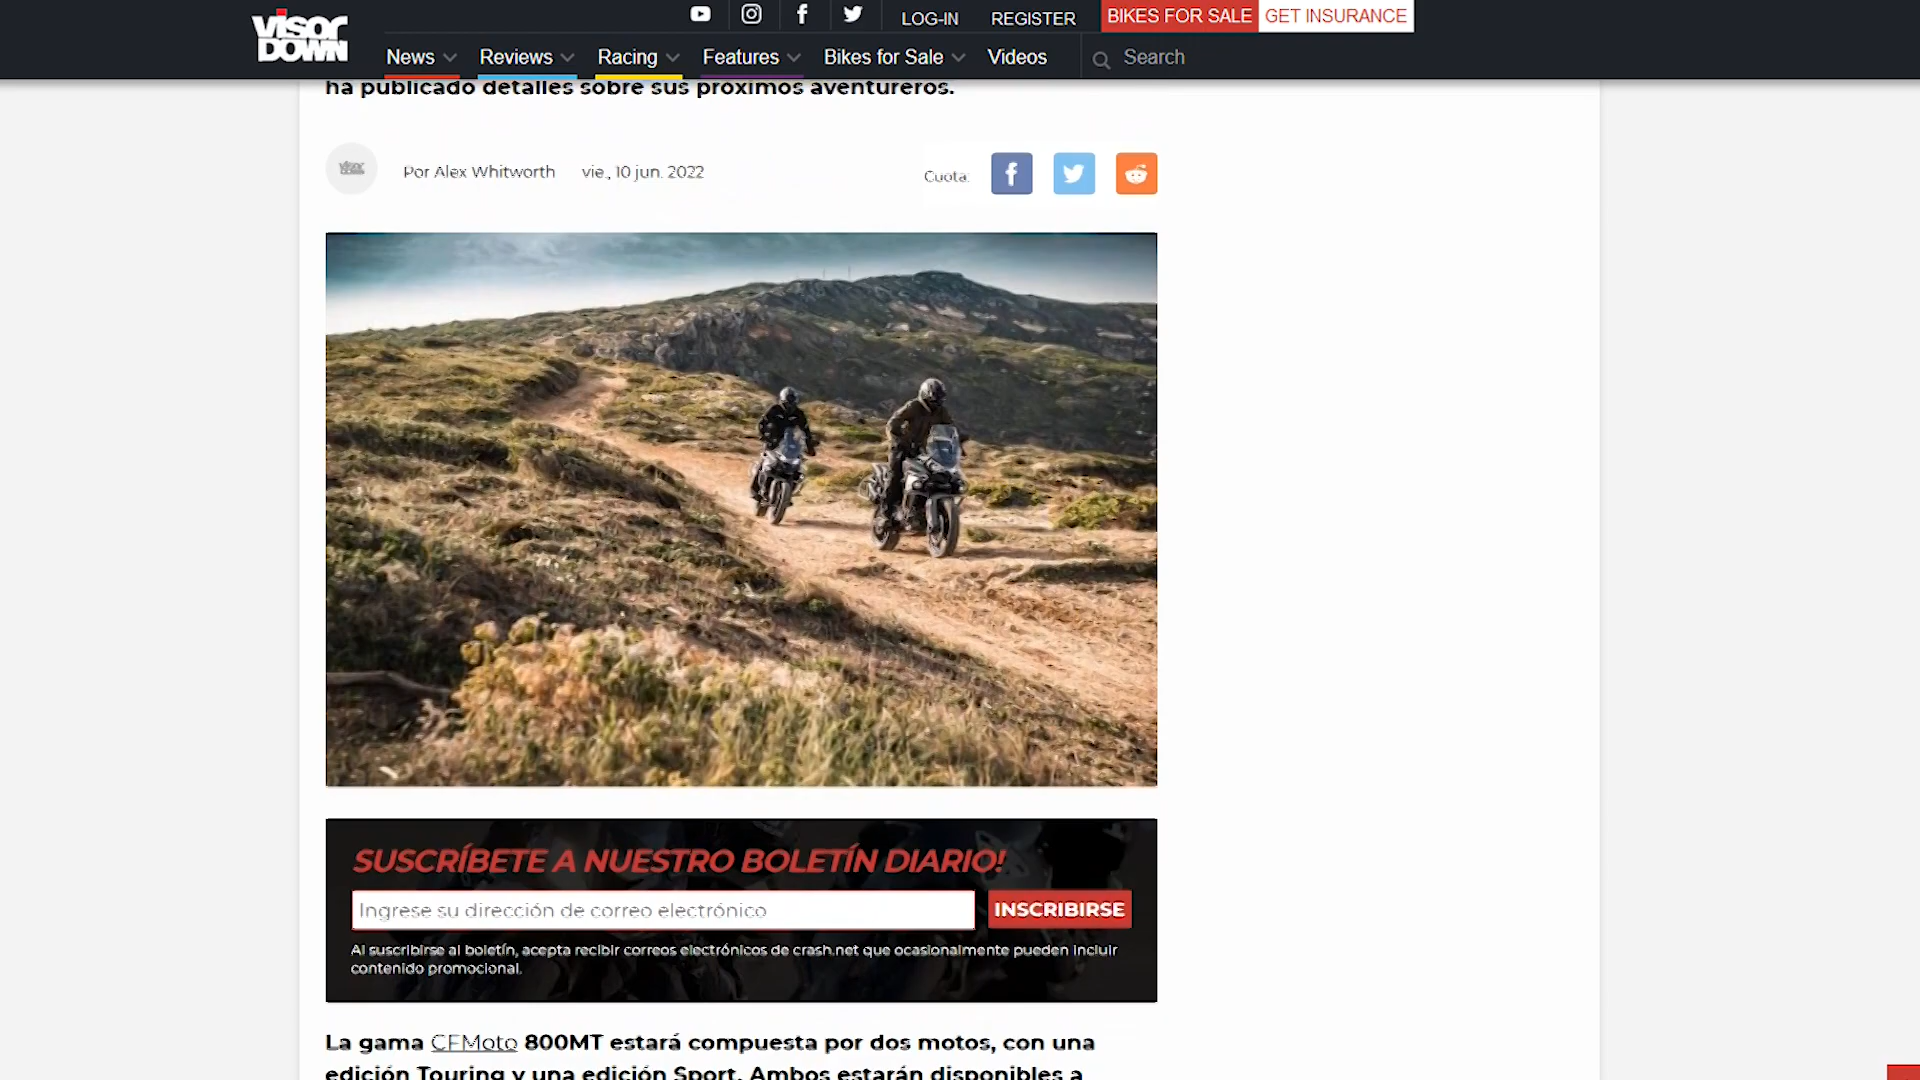 VISOR DOWN
LOG-IN REGISTER BIKES FOR SALE GET INSURANCE
News Reviews Racing Features Bikes for Sale Videos Search
ha publicado detalles sobre sus próximos aventureros.
Por Alex Whitworth vie., 10 jun. 2022 Cuota:
SUSCRÍBETE A NUESTRO BOLETÍN DIARIO!
Ingrese su dirección de correo electrónico INSCRIBIRSE
Al suscribirse al boletín, acepta recibir correos electrónicos de crash.net que ocasionalmente pueden incluir
contenido promocional.
La gama CFMoto 800MT estará compuesta por dos motos, con una
edición Touring y una edición Sport. Ambos estarán disponibles a